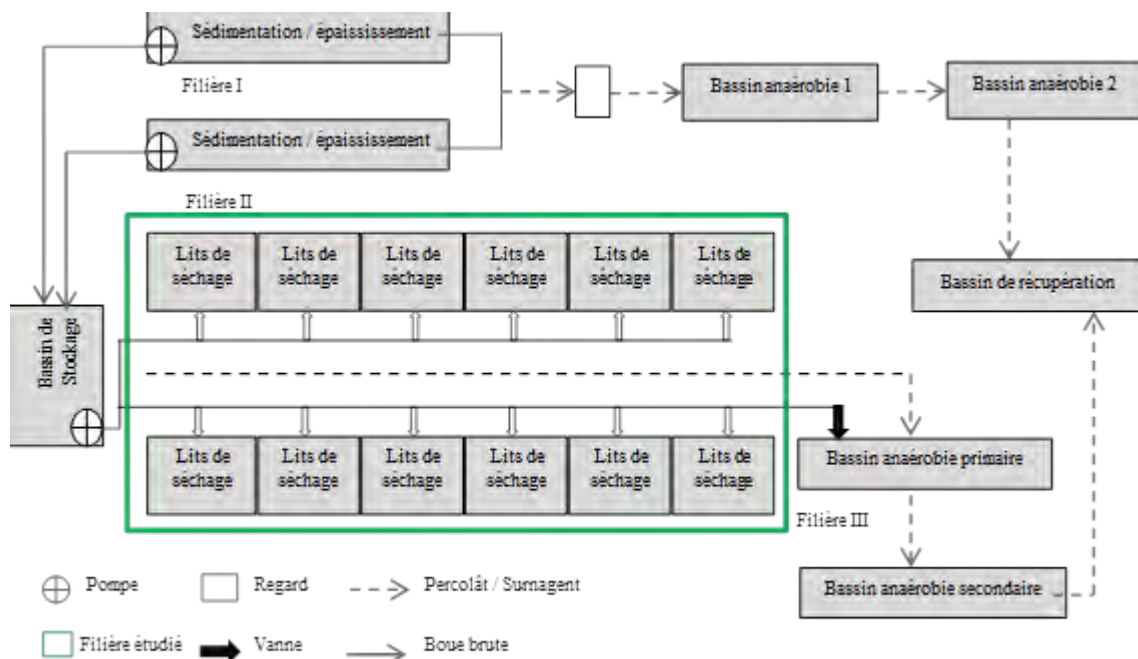 Sédimentation / épaississement
Filière I
Bassin anaérobie 1
Bassin anaérobie 2
Sédimentation / épaississement
Filière II
Lits de séchage
Lits de séchage
Lits de séchage
Lits de séchage
Lits de séchage
Lits de séchage
Bassin de récupération
Bassin de
Stockage
Lits de séchage
Lits de séchage
Lits de séchage
Lits de séchage
Lits de séchage
Lits de séchage
Bassin anaérobie primaire
Filière III
Bassin anaérobie secondaire
Pompe
Regard
Percolât / Surnagent
Filière étudié
Vanne
Boue brute